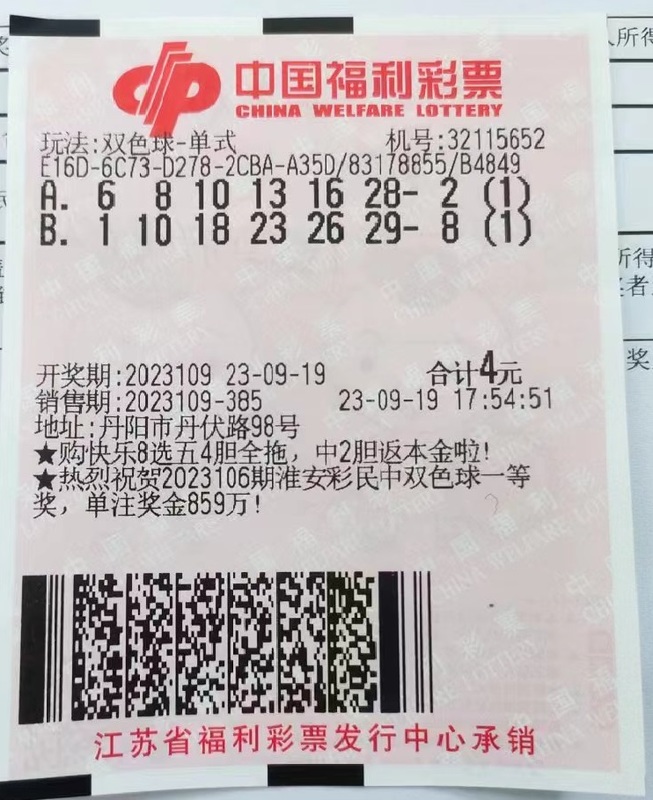 中国福利彩票
CHINA WELFARE LOTTERY
玩法:双色球-单式 机号:32115652
E16D-6C73-D278-2CBA-A35D/83178855/B4849
A. 6 8 10 13 16 28- 2 (1)
B. 1 10 18 23 26 29- 8 (1)
开奖期:2023109 23-09-19 合计4元
销售期:2023109-385 23-09-19 17:54:51
地址:丹阳市丹伏路98号
★购快乐8选五4胆全拖，中2胆返本金啦!
★热烈祝贺2023106期淮安彩民中双色球一等
奖，单注奖金859万!
江苏省福利彩票发行中心承销
奖
人所得
所得
奖